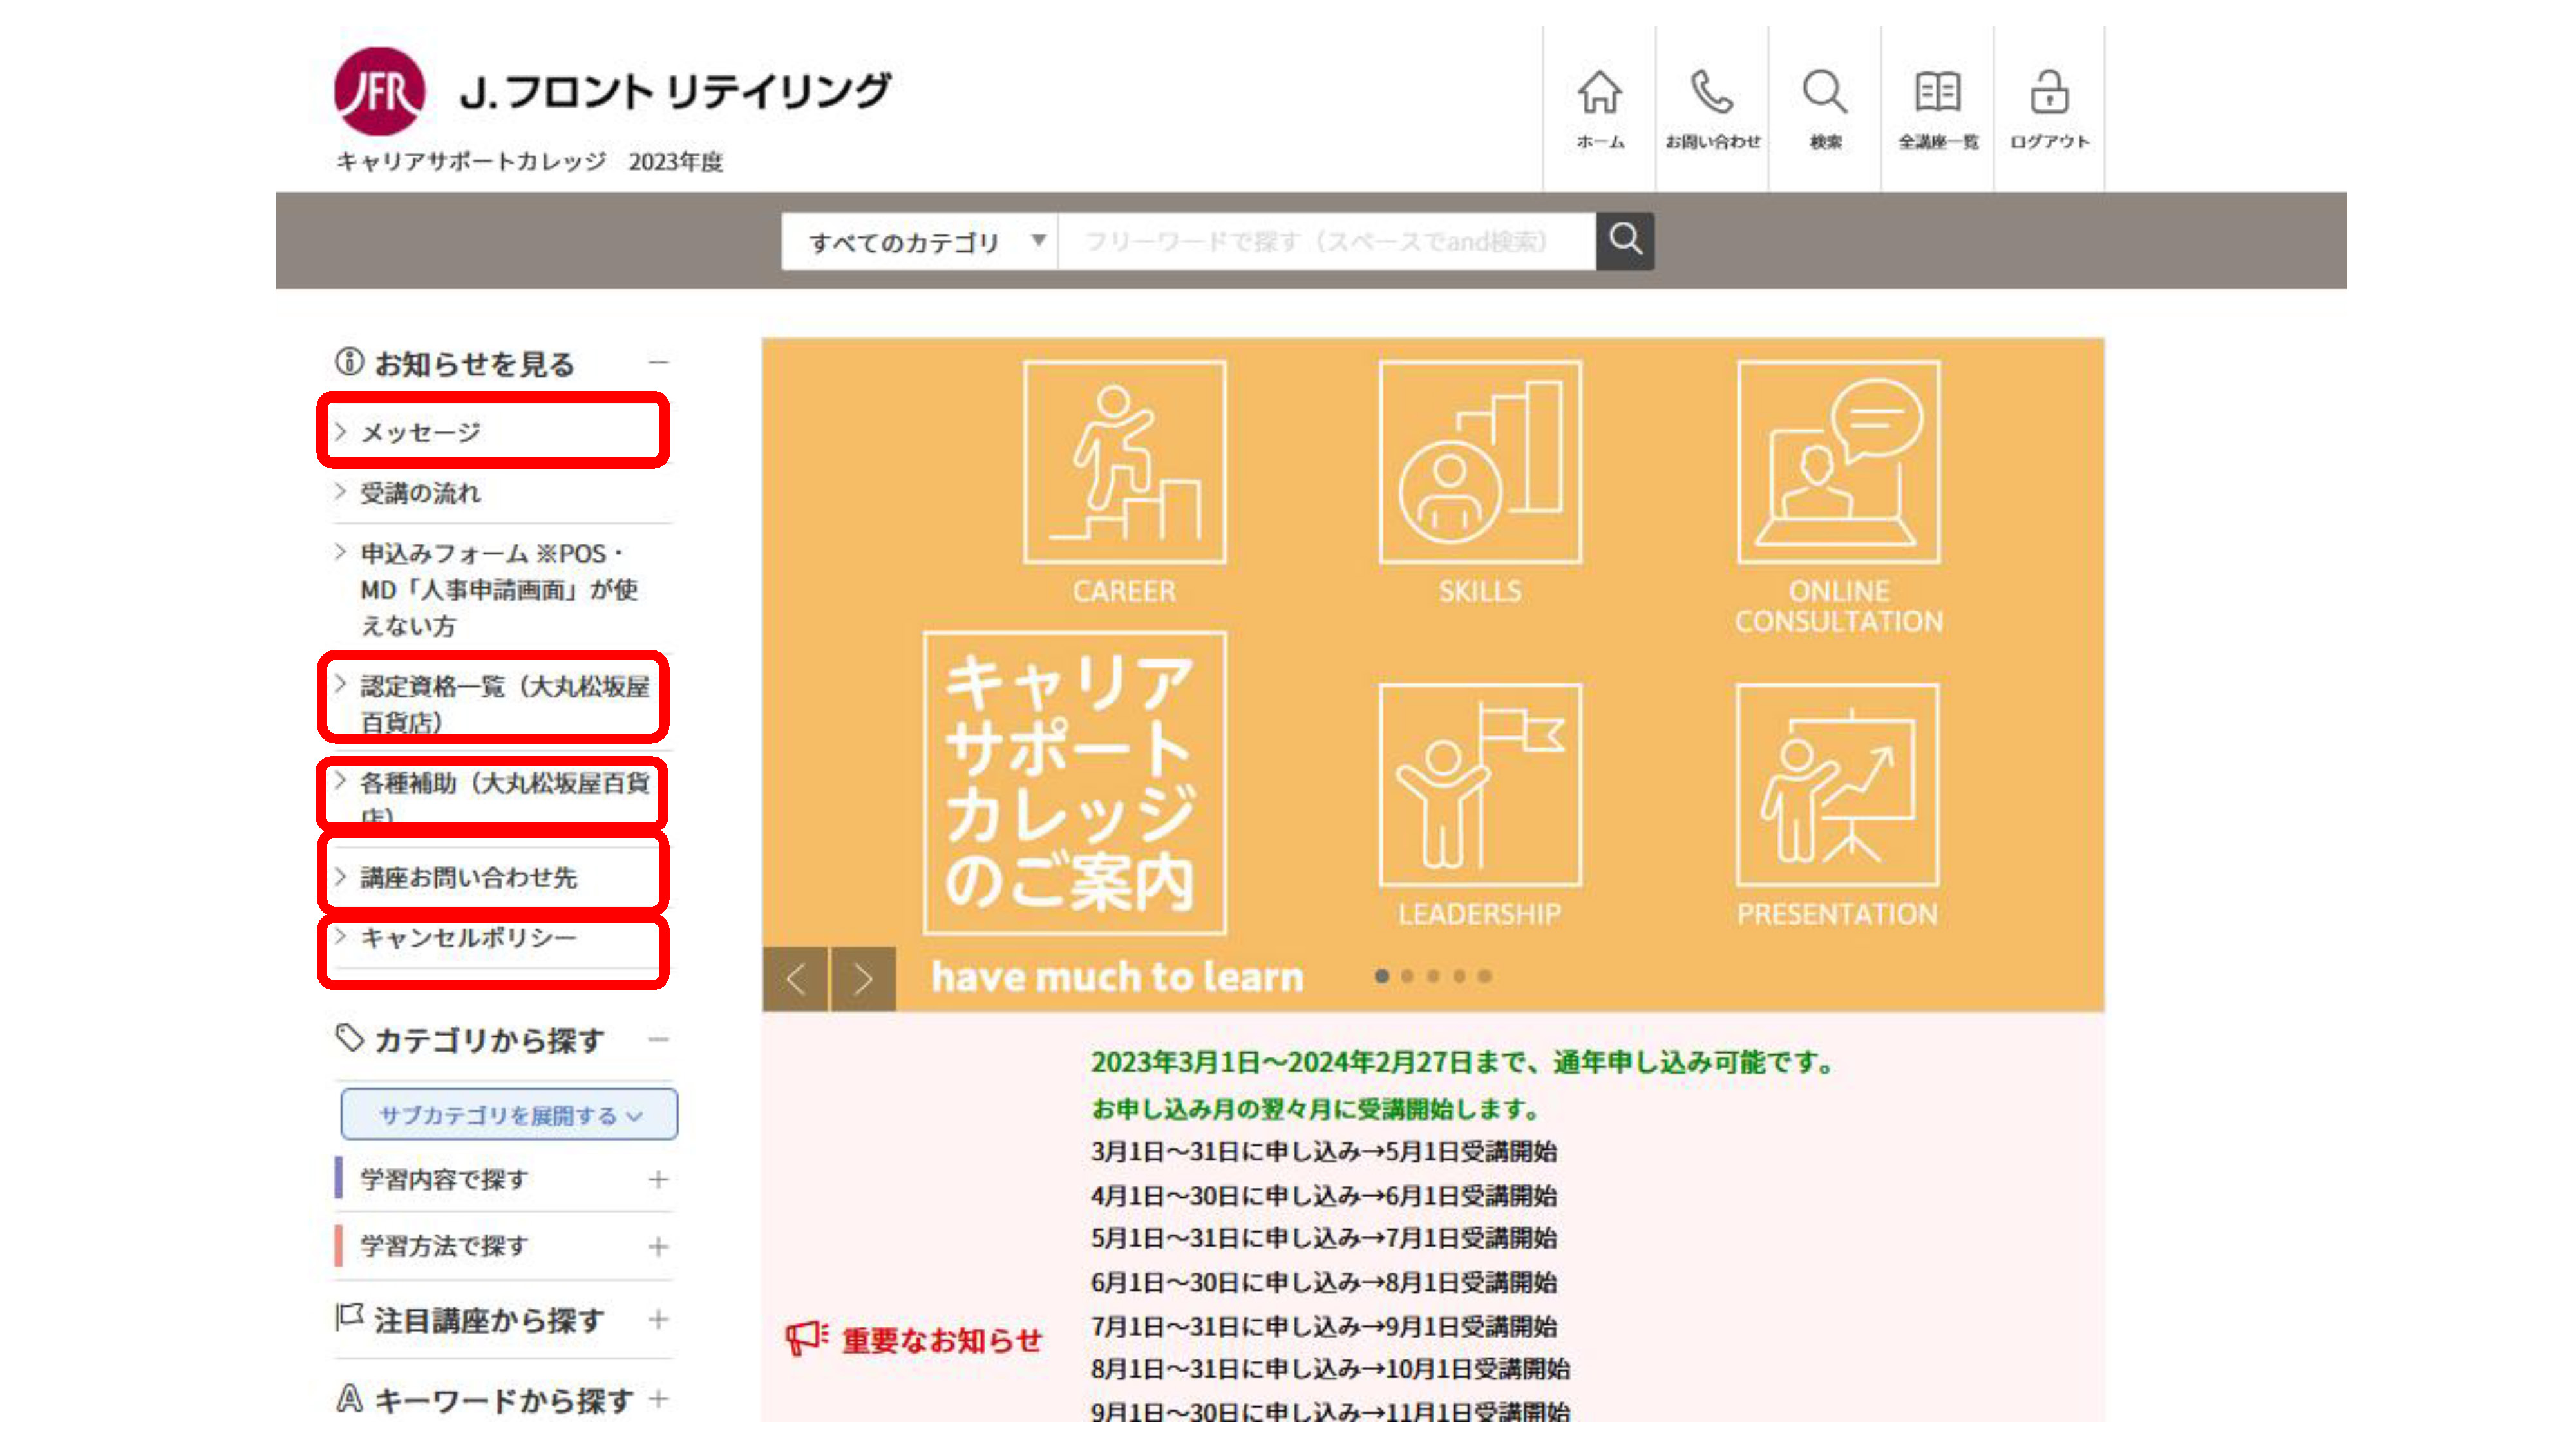 JFR J.フロント リテイリング
キャリアサポートカレッジ 2023年度
ホーム
お問い合わせ
検索
全講座一覧
ログアウト
すべてのカテゴリ
フリーワードで探す（スペースでand検索）
お知らせを見る
メッセージ
受講の流れ
申込みフォーム ※POS・
MD「人事申請画面」が使
えない方
認定資格一覧（大丸松坂屋
百貨店）
各種補助（大丸松坂屋百貨
店）
講座お問い合わせ先
キャンセルポリシー
カテゴリから探す
サブカテゴリを展開する
学習内容で探す
学習方法で探す
注目講座から探す
キーワードから探す
CAREER
SKILLS
ONLINE
CONSULTATION
キャリア
サポート
カレッジ
のご案内
LEADERSHIP
PRESENTATION
have much to learn
重要なお知らせ
2023年3月1日～2024年2月27日まで、通年申し込み可能です。
お申し込み月の翌々月に受講開始します。
3月1日～31日に申し込み→5月1日受講開始
4月1日～30日に申し込み→6月1日受講開始
5月1日～31日に申し込み→7月1日受講開始
6月1日～30日に申し込み→8月1日受講開始
7月1日～31日に申し込み→9月1日受講開始
8月1日～31日に申し込み→10月1日受講開始
9月1日～30日に申し込み→11月1日受講開始